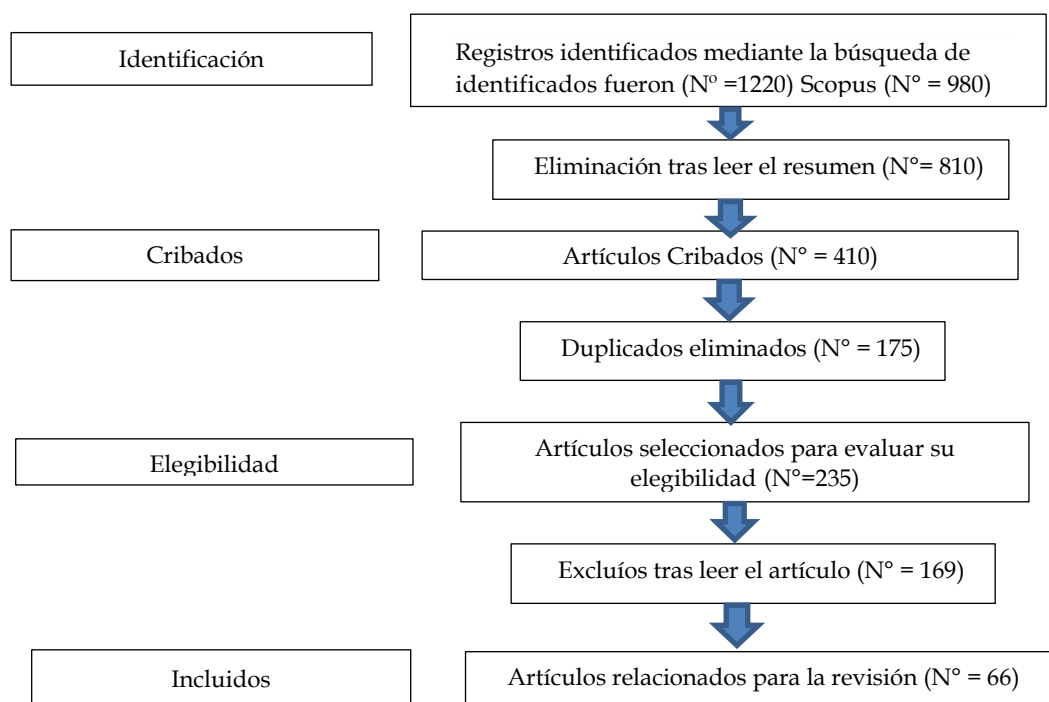 Identificación
Registros identificados mediante la búsqueda de
identificados fueron (Nº =1220) Scopus (N° = 980)
Eliminación tras leer el resumen (N°= 810)
Cribados
Artículos Cribados (N° = 410)
Duplicados eliminados (N° = 175)
Elegibilidad
Artículos seleccionados para evaluar su
elegibilidad (N°=235)
Excluíos tras leer el artículo (N° = 169)
Incluidos
Artículos relacionados para la revisión (N° = 66)